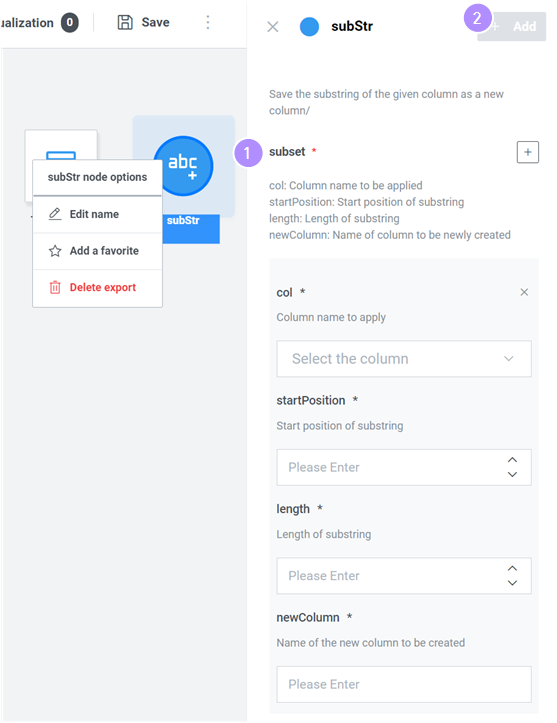 ualization 0
Save
subStr
2
+ Add
Save the substring of the given column as a new
column/
1
subset *
col: Column name to be applied
startPosition: Start position of substring
length: Length of substring
newColumn: Name of column to be newly created
abc
+
subStr
subStr node options
Edit name
Add a favorite
Delete export
col *
Column name to apply
Select the column
startPosition *
Start position of substring
Please Enter
length *
Length of substring
Please Enter
newColumn *
Name of the new column to be created
Please Enter